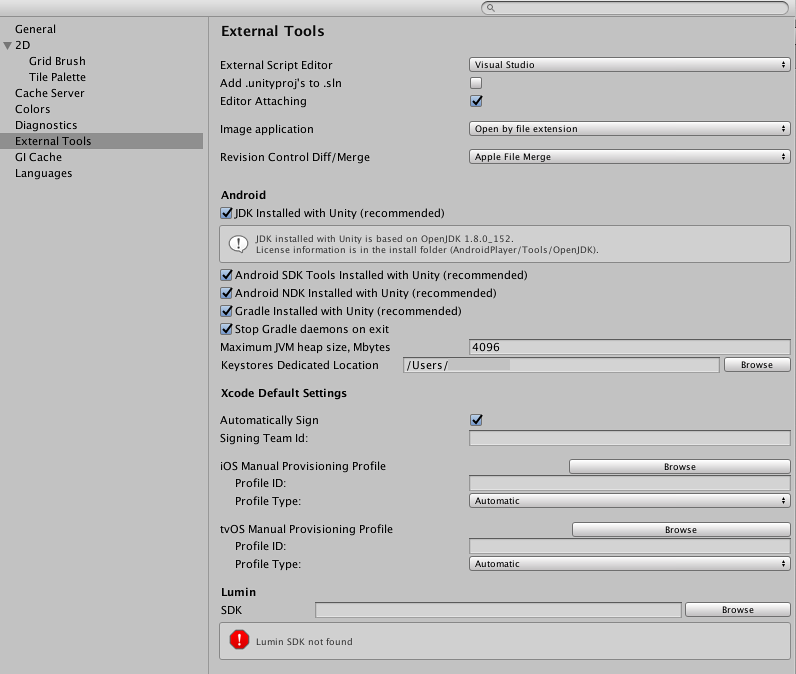 General
2D
Grid Brush
Tile Palette
Cache Server
Colors
Diagnostics
External Tools
GI Cache
Languages
External Tools
External Script Editor Visual Studio
Add .unityproj's to .sln
Editor Attaching
Image application Open by file extension
Revision Control Diff/Merge Apple File Merge
Android
JDK Installed with Unity (recommended)
JDK installed with Unity is based on OpenJDK 1.8.0_152.
License information is in the install folder (AndroidPlayer/Tools/OpenJDK).
Android SDK Tools Installed with Unity (recommended)
Android NDK Installed with Unity (recommended)
Gradle Installed with Unity (recommended)
Stop Gradle daemons on exit
Maximum JVM heap size, Mbytes 4096
Keystores Dedicated Location /Users/ Browse
Xcode Default Settings
Automatically Sign
Signing Team Id:
iOS Manual Provisioning Profile Browse
Profile ID:
Profile Type: Automatic
tvOS Manual Provisioning Profile Browse
Profile ID:
Profile Type: Automatic
Lumin
SDK Browse
Lumin SDK not found